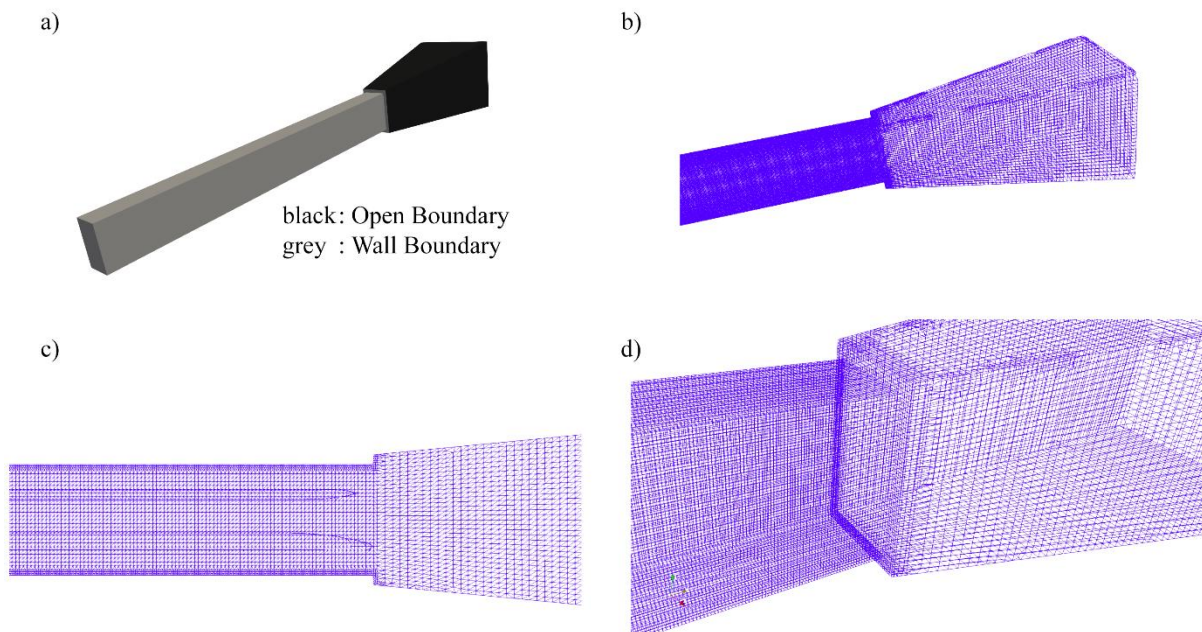 a)
b)
black: Open Boundary
grey : Wall Boundary
c)
d)